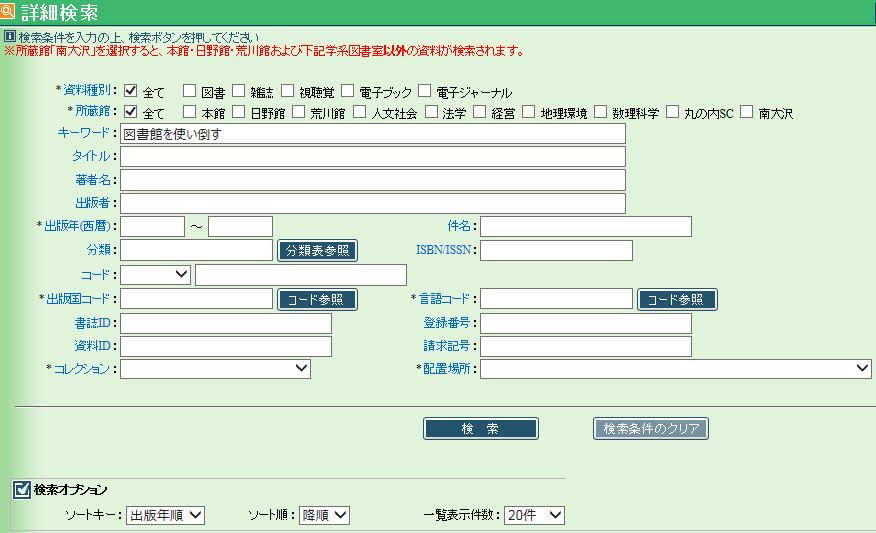 詳細検索
検索条件を入力の上、検索ボタンを押してください
※所蔵館「南大沢」を選択すると、本館・日野館・荒川館および下記学系図書室以外の資料が検索されます。
*資料種別： 全て 図書 雑誌 視聴覚 電子ブック 電子ジャーナル
*所蔵館： 全て 本館 日野館 荒川館 人文社会 法学 経営 地理環境 数理科学 丸の内SC 南大沢
キーワード： 図書館を使い倒す
タイトル：
著者名：
出版者：
*出版年(西暦)： ～ 件名：
分類： 分類表参照 ISBN/ISSN：
コード：
*出版国コード： コード参照 *言語コード： コード参照
書誌ID： 登録番号：
資料ID： 請求記号：
*コレクション： *配置場所：
検 索 検索条件のクリア
検索オプション
ソートキー： 出版年順 ソート順： 降順 一覧表示件数： 20件